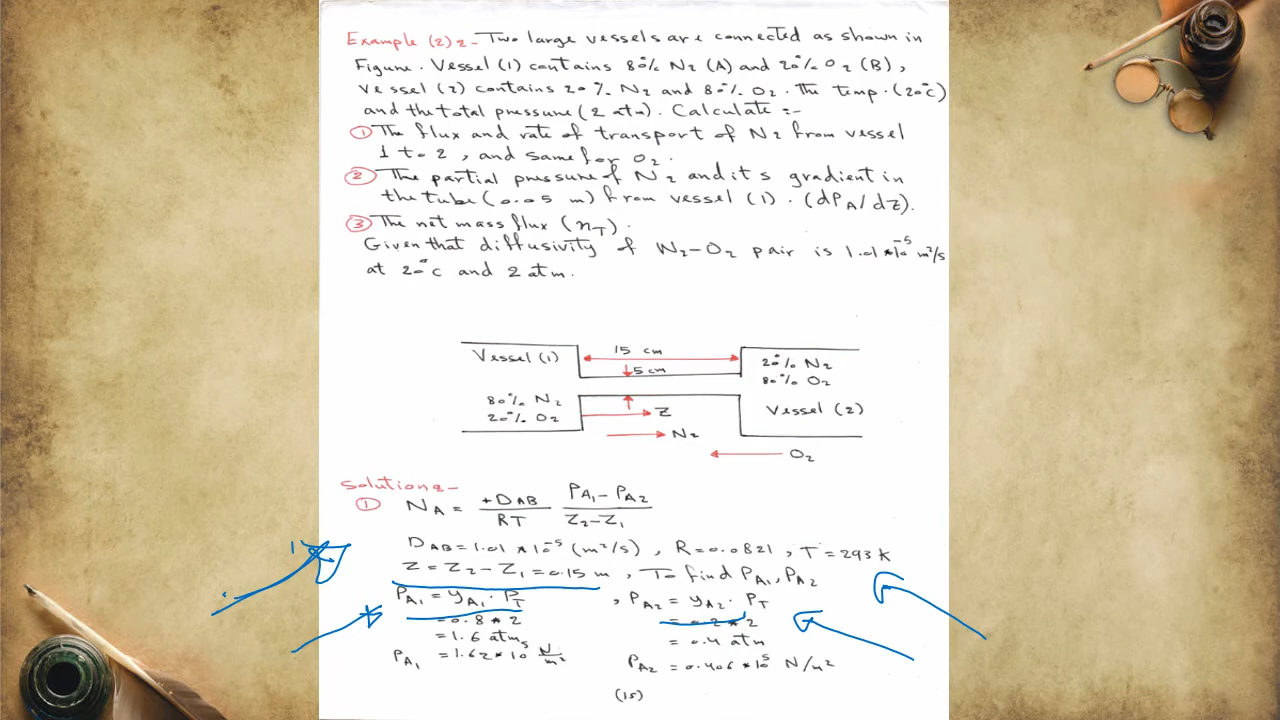 Example (2):- Two large vessels are connected as shown in
Figure. Vessel (1) contains 80% N2 (A) and 20% O2 (B),
vessel (2) contains 20% N2 and 80% O2. the temp. (20°C)
and the total pressure (2 atm). Calculate :-
① The flux and rate of transport of N2 from vessel
1 to 2, and same for O2.
② The partial pressure of N2 and its gradient in
the tube (0.05 m) from vessel (1). (dPA/dZ).
③ The net mass flux (nT).
Given that diffusivity of N2-O2 pair is 1.01*10^-5 m²/s
at 20°C and 2 atm.
Vessel (1)
15 cm
5 cm
20% N2
80% O2
80% N2
20% O2
Z
Vessel (2)
N2
O2
Solution:-
① NA = +DAB/RT PA1-PA2/Z2-Z1
DAB=1.01*10^-5 (m²/s), R=0.0821, T=293 K
Z = Z2-Z1 = 0.15 m, To find PA1, PA2
PA1 = yA1 . PT , PA2 = yA2 . PT
= 0.8 * 2 = 0.2 * 2
= 1.6 atm = 0.4 atm
PA1 = 1.62*10^5 N/m² PA2 = 0.406*10^5 N/m²
(15)